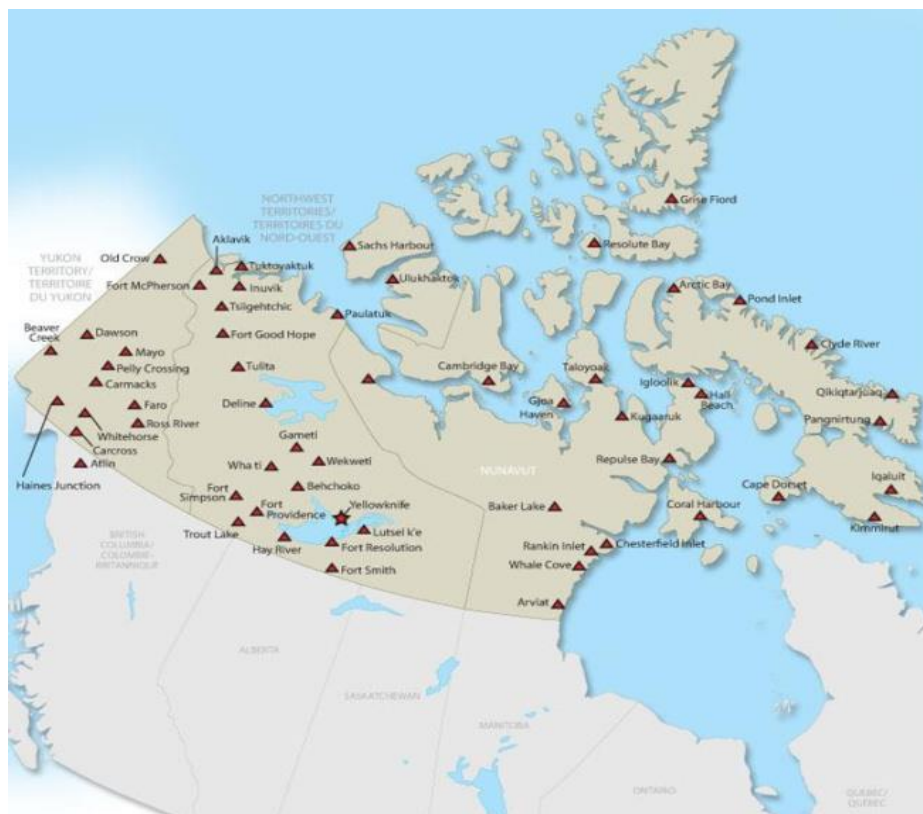 Grise Fiord
NORTHWEST
TERRITORIES/
TERRITOIRES DU
NORD-OUEST
Resolute Bay
Aklavik
Sachs Harbour
YUKON
TERRITORY/
TERRITOIRE
DU YUKON
Old Crow
Tuktoyaktuk
Fort McPherson
Inuvik
Ulukhaktok
Arctic Bay
Pond Inlet
Tsiigehtchic
Paulatuk
Beaver
Creek
Dawson
Fort Good Hope
Clyde River
Mayo
Pelly Crossing
Tulita
Cambridge Bay
Taloyoak
Carmacks
Igloolik
Hall
Beach
Qikiqtarjuaq
Faro
Deline
Gjoa
Haven
Kugaaruk
Pangnirtung
Ross River
Whitehorse
Carcross
Gameti
Atlin
Wha ti
Wekweti
NUNAVUT
Repulse Bay
Haines Junction
Fort
Simpson
Behchoko
Cape Dorset
Iqaluit
Fort
Providence
Yellowknife
Baker Lake
Coral Harbour
Kimmirut
Trout Lake
Lutsel k'e
Hay River
Fort Resolution
Rankin Inlet
Chesterfield Inlet
BRITISH
COLUMBIA/
COLOMBIE-
BRITANNIQUE
Fort Smith
Whale Cove
Arviat
ALBERTA
SASKATCHEWAN
MANITOBA
ONTARIO
QUEBEC/
QUÉBEC